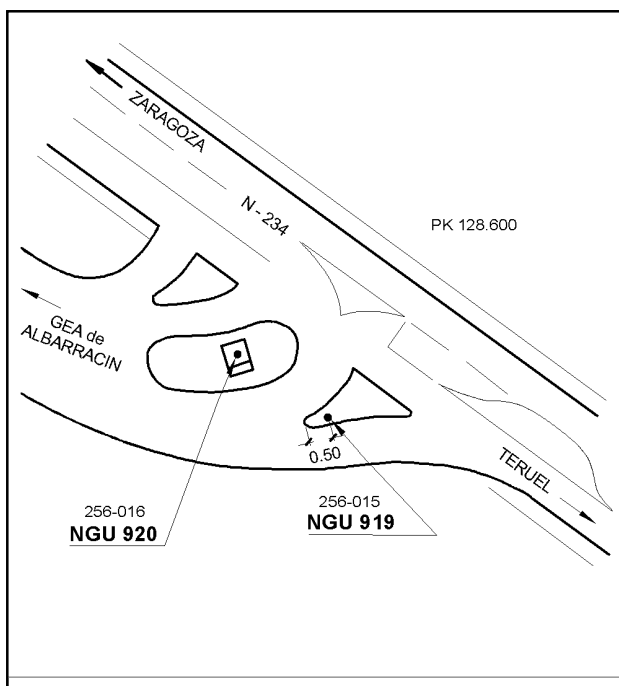 ZARAGOZA
N - 234
PK 128.600
GEA de
ALBARRACIN
0.50
TERUEL
256-016
NGU 920
256-015
NGU 919